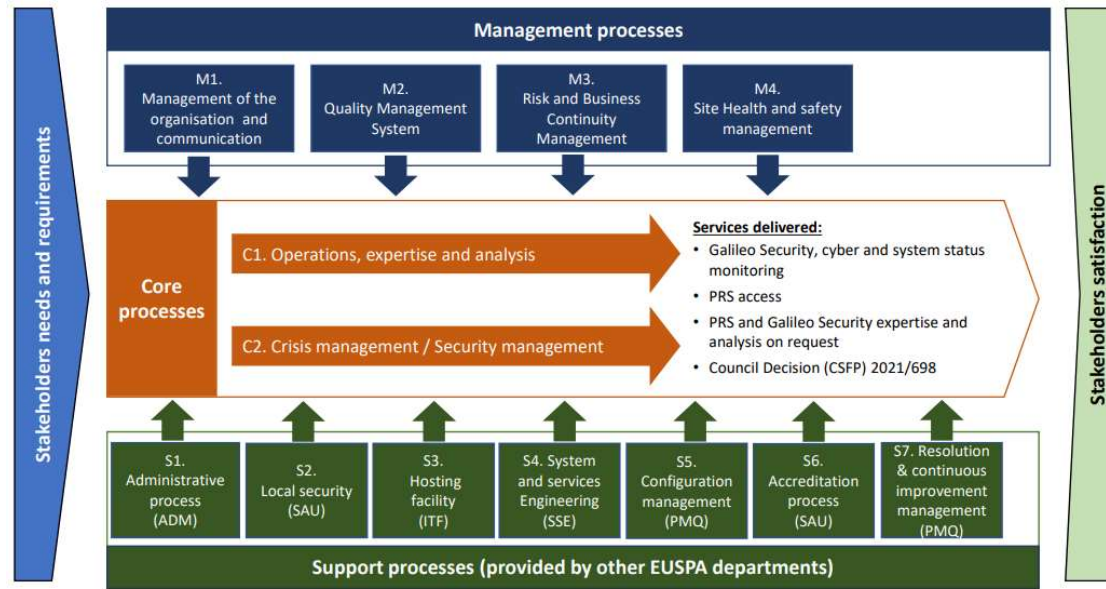 Stakeholders needs and requirements
Management processes
M1.
Management of the
organisation and
communication
M2.
Quality Management
System
M3.
Risk and Business
Continuity
Management
M4.
Site Health and safety
management
Core
processes
C1. Operations, expertise and analysis
C2. Crisis management / Security management
Services delivered:
• Galileo Security, cyber and system status
monitoring
• PRS access
• PRS and Galileo Security expertise and
analysis on request
• Council Decision (CSFP) 2021/698
S1.
Administrative
process
(ADM)
S2.
Local security
(SAU)
S3.
Hosting
facility
(ITF)
S4. System
and services
Engineering
(SSE)
S5.
Configuration
management
(PMQ)
S6.
Accreditation
process
(SAU)
S7. Resolution
& continuous
improvement
management
(PMQ)
Support processes (provided by other EUSPA departments)
Stakeholders satisfaction